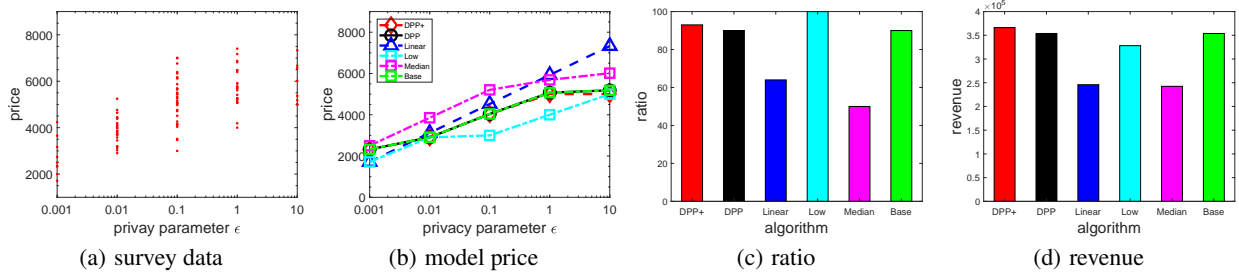 8000
6000
4000
2000
price
0.001 0.01 0.1 1 10
privay parameter ϵ
(a) survey data
8000
6000
4000
2000
0
price
DPP+
DPP
Linear
Low
Median
Base
0.001 0.01 0.1 1 10
privacy parameter ϵ
(b) model price
100
80
60
40
20
0
ratio
DPP+ DPP Linear Low Median Base
algorithm
(c) ratio
×10⁵
4
3.5
3
2.5
2
1.5
1
0.5
0
revenue
DPP+ DPP Linear Low Median Base
algorithm
(d) revenue